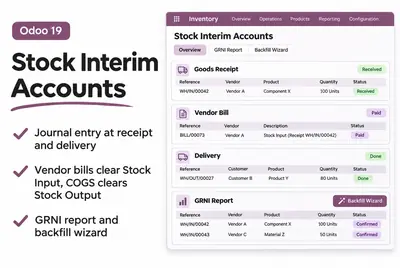 Odoo 19
Stock Interim
Accounts
Journal entry at receipt
and delivery
Vendor bills clear Stock
Input, COGS clears
Stock Output
GRNI report and
backfill wizard
Inventory Overview Operations Products Reporting Configuration
Stock Interim Accounts
Overview GRNI Report Backfill Wizard
Goods Receipt Received
Reference Vendor Product Quantity Status
WH/IN/00042 Vendor A Component X 100 Units Received
Vendor Bill Paid
Reference Vendor Description Status
BILL/00073 Vendor A Stock Input (Receipt WH/IN/00042) Paid
Delivery Done
Reference Customer Product Quantity Status
WH/OUT/00027 Customer B Product Y 80 Units Done
GRNI Report Backfill Wizard
Reference Vendor Product Quantity Status
WH/IN/00042 Vendor A Component X 100 Units Confirmed
WH/IN/00043 Vendor C Material Z 50 Units Confirmed